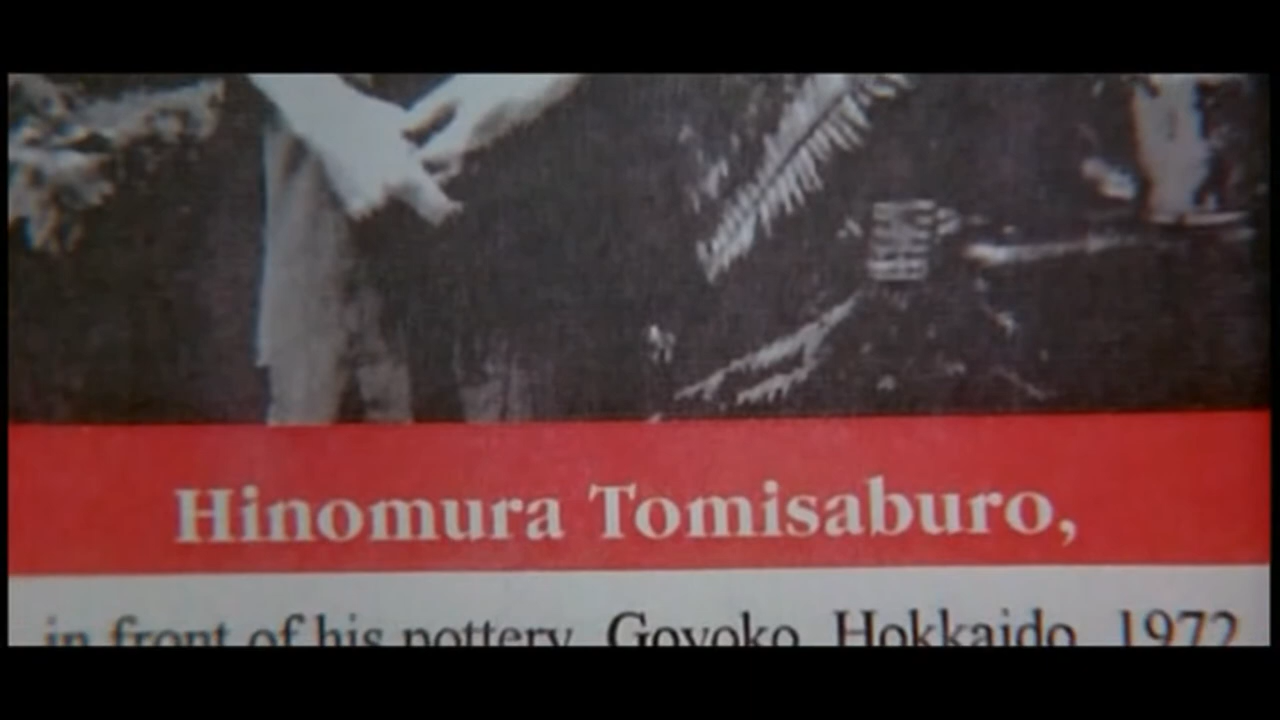 Hinomura Tomisaburo,
in front of his pottery, Goyoko, Hokkaido, 1972